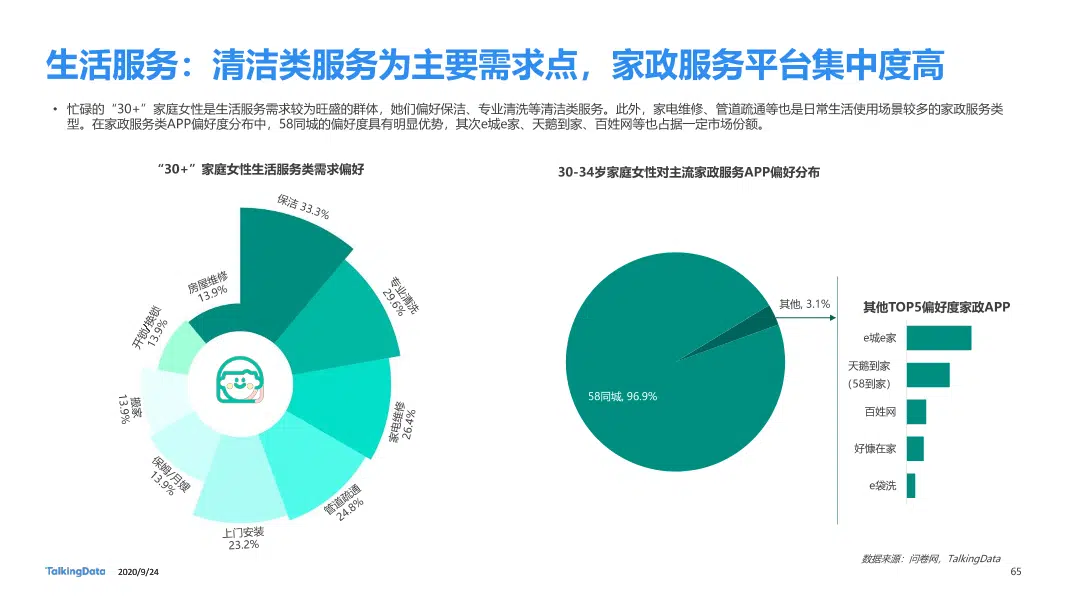 生活服务：清洁类服务为主要需求点，家政服务平台集中度高
• 忙碌的“30+”家庭女性是生活服务需求较为旺盛的群体，她们偏好保洁、专业清洗等清洁类服务。此外，家电维修、管道疏通等也是日常生活使用场景较多的家政服务类
型。在家政服务类APP偏好度分布中，58同城的偏好度具有明显优势，其次e城e家、天鹅到家、百姓网等也占据一定市场份额。
“30+”家庭女性生活服务类需求偏好
保洁 33.3%
专业清洗
29.6%
家电维修
26.4%
管道疏通
24.8%
上门安装
23.2%
保姆/月嫂
13.9%
搬家
13.9%
开锁/换锁
13.9%
房屋维修
13.9%
30-34岁家庭女性对主流家政服务APP偏好分布
58同城, 96.9%
其他, 3.1%
其他TOP5偏好度家政APP
e城e家
天鹅到家
（58到家）
百姓网
好慷在家
e袋洗
数据来源：问卷网，TalkingData
TalkingData
2020/9/24
65